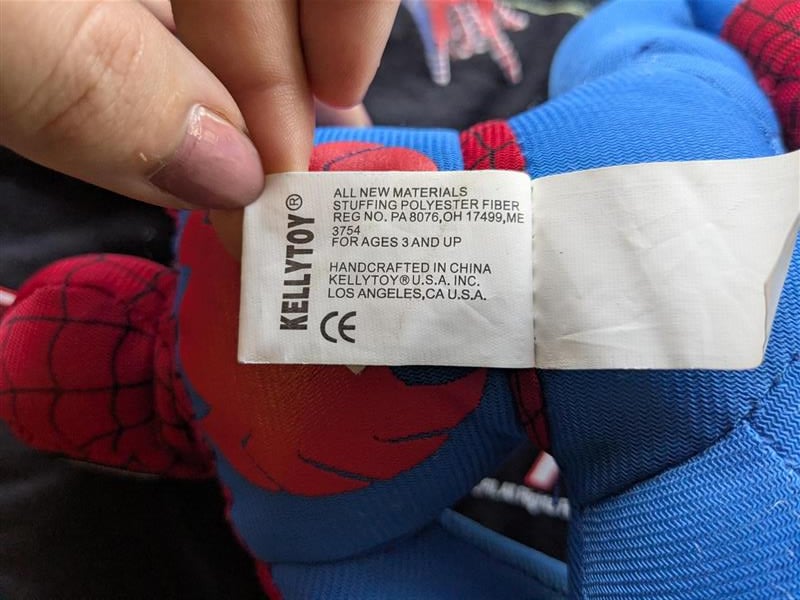 KELLYTOY®
ALL NEW MATERIALS
STUFFING POLYESTER FIBER
REG NO. PA 8076,OH 17499,ME
3754
FOR AGES 3 AND UP
HANDCRAFTED IN CHINA
KELLYTOY® U.S.A. INC.
LOS ANGELES,CA U.S.A.
CE